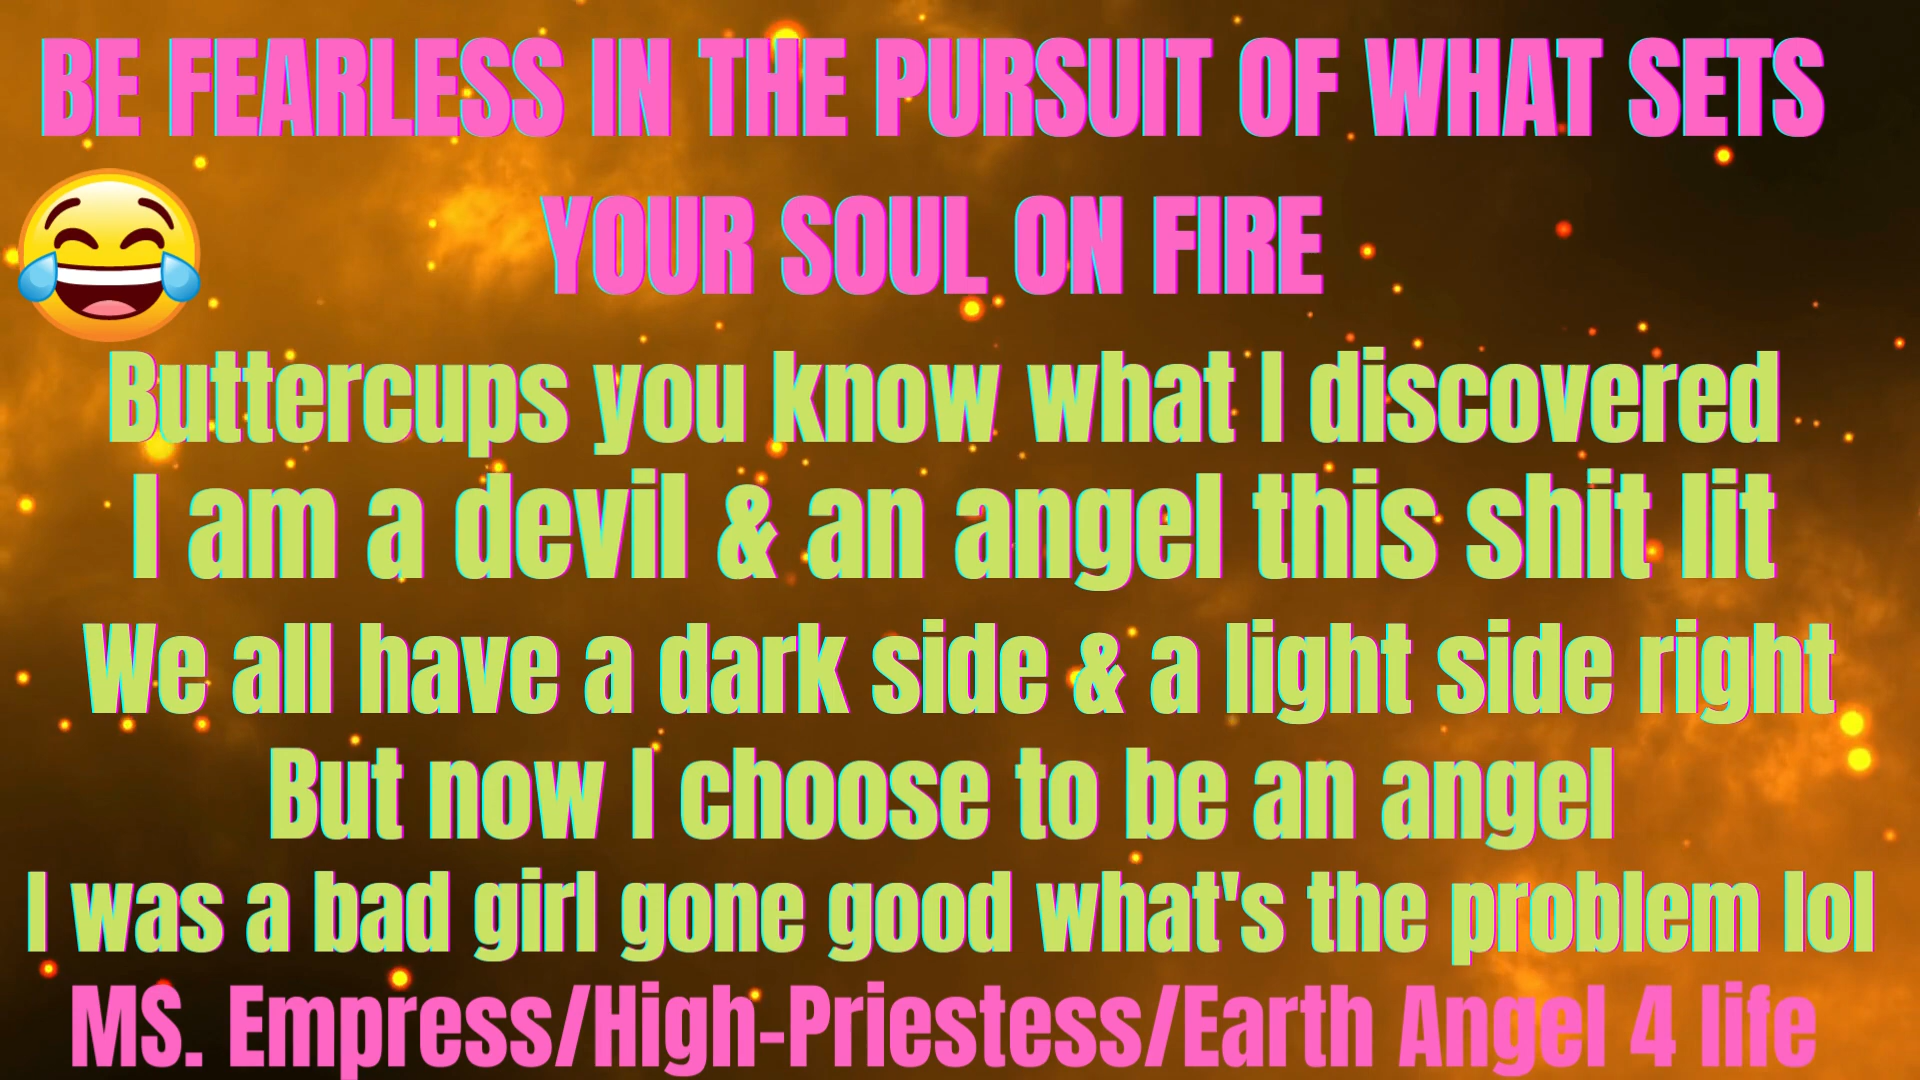 BE FEARLESS IN THE PURSUIT OF WHAT SETS
YOUR SOUL ON FIRE
Buttercups you know what I discovered
I am a devil & an angel this shit lit
We all have a dark side & a light side right
But now I choose to be an angel
I was a bad girl gone good what's the problem lol
MS. Empress/High-Priestess/Earth Angel 4 life